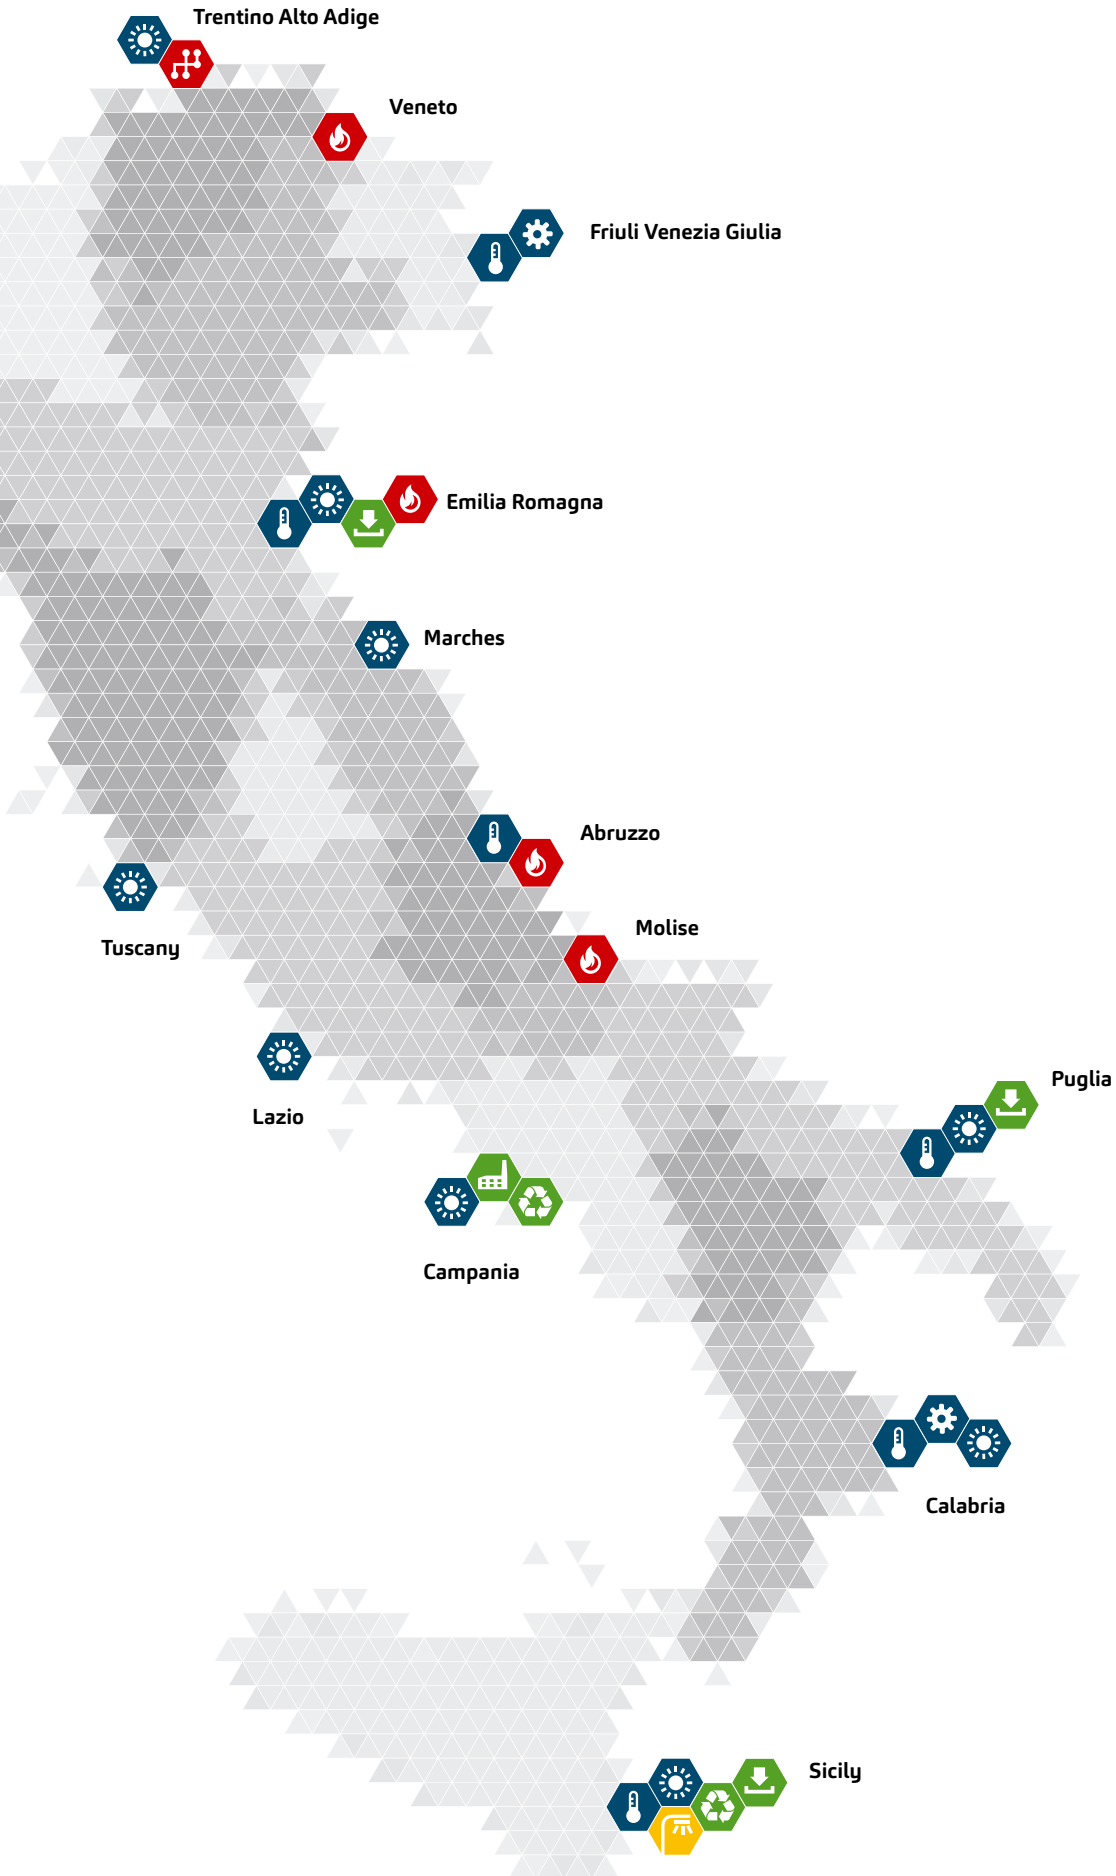 Trentino Alto Adige
Veneto
Friuli Venezia Giulia
Emilia Romagna
Marches
Abruzzo
Molise
Tuscany
Lazio
Puglia
Campania
Calabria
Sicily